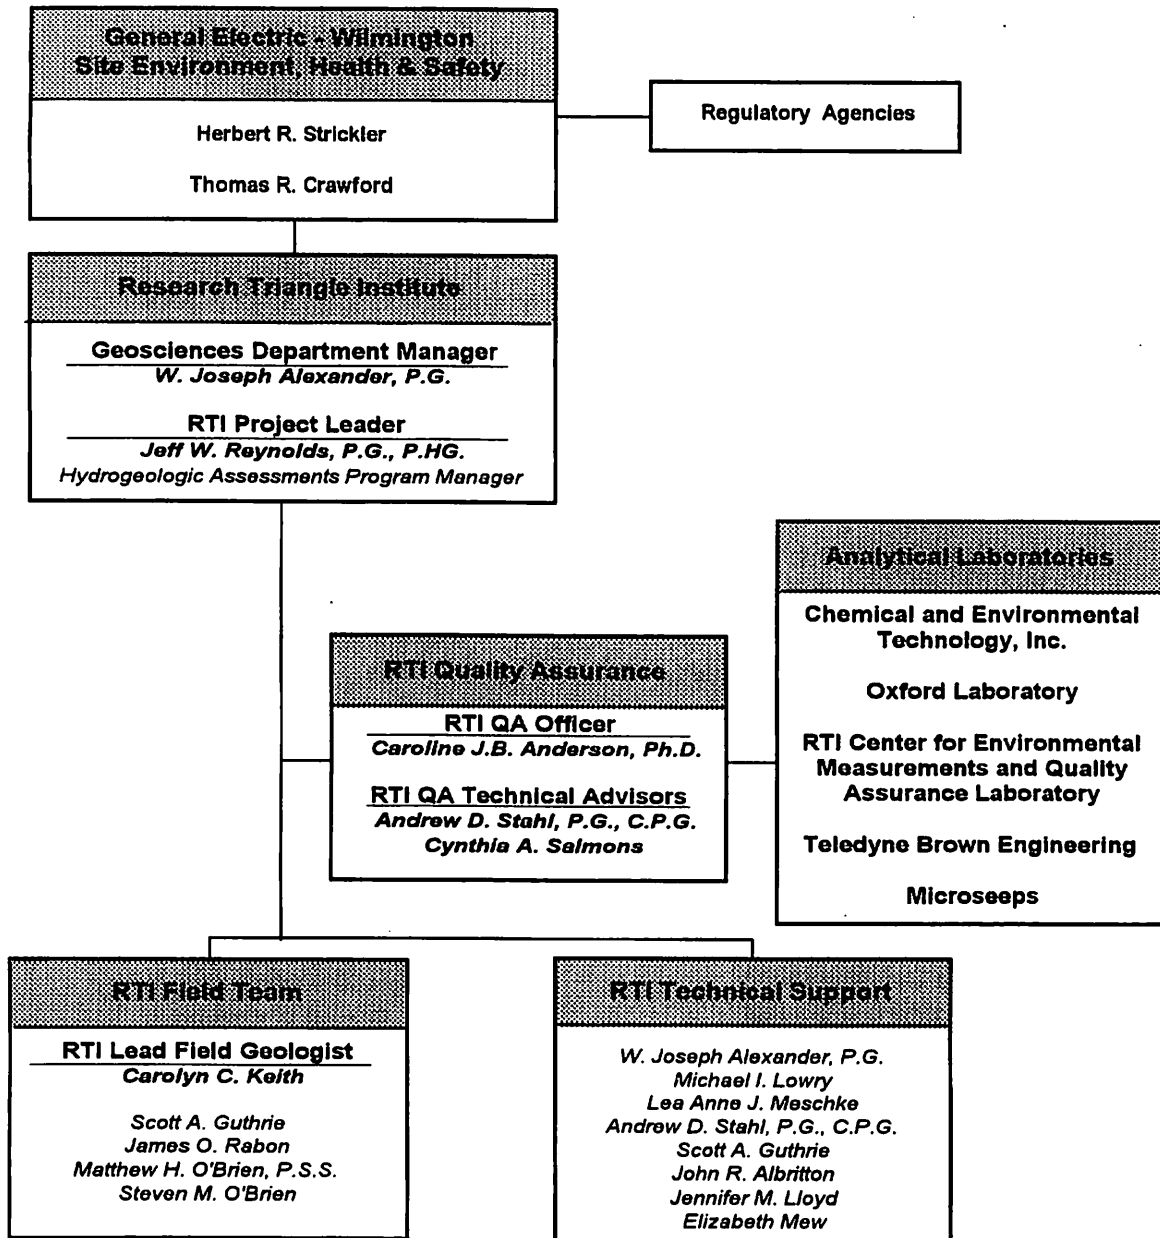 General Electric - Wilmington
Site Environment, Health & Safety
Herbert R. Strickler
Thomas R. Crawford
Regulatory Agencies
Research Triangle Institute
Geosciences Department Manager
W. Joseph Alexander, P.G.
RTI Project Leader
Jeff W. Reynolds, P.G., P.HG.
Hydrogeologic Assessments Program Manager
Analytical Laboratories
Chemical and Environmental
Technology, Inc.
Oxford Laboratory
RTI Center for Environmental
Measurements and Quality
Assurance Laboratory
Teledyne Brown Engineering
Microseeps
RTI Quality Assurance
RTI QA Officer
Caroline J.B. Anderson, Ph.D.
RTI QA Technical Advisors
Andrew D. Stahl, P.G., C.P.G.
Cynthia A. Salmons
RTI Field Team
RTI Lead Field Geologist
Carolyn C. Keith
Scott A. Guthrie
James O. Rabon
Matthew H. O'Brien, P.S.S.
Steven M. O'Brien
RTI Technical Support
W. Joseph Alexander, P.G.
Michael I. Lowry
Lea Anne J. Meschke
Andrew D. Stahl, P.G., C.P.G.
Scott A. Guthrie
John R. Albritton
Jennifer M. Lloyd
Elizabeth Mew